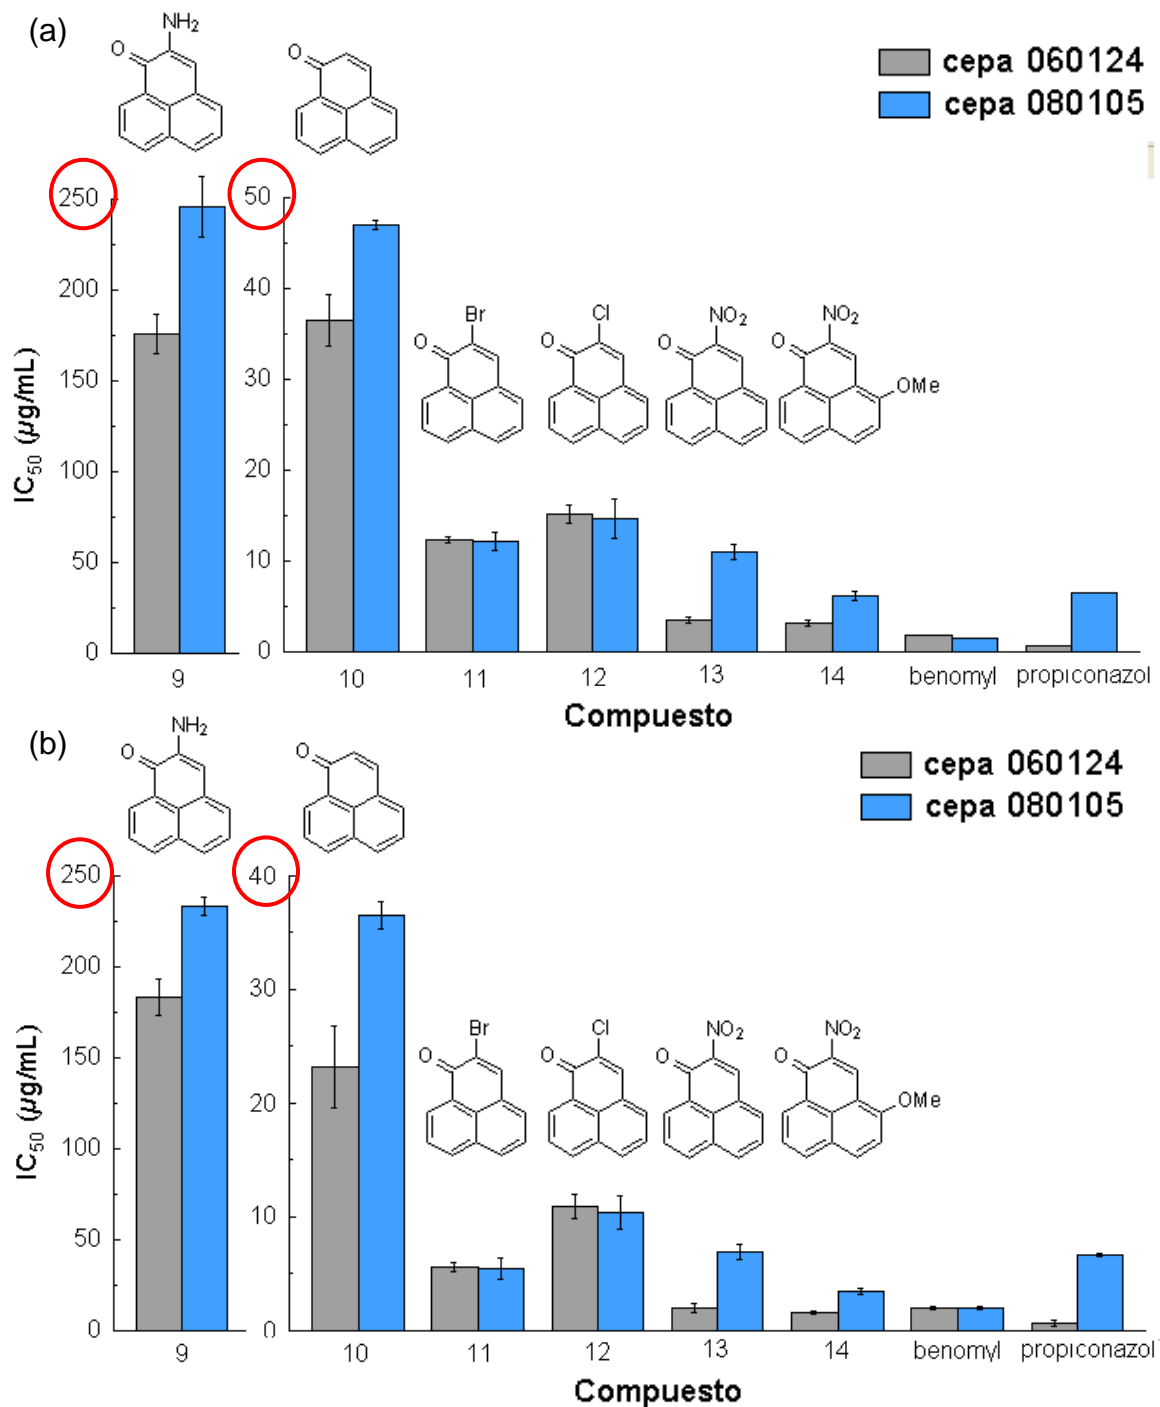 (a)
NH₂
O
O
cepa 060124
cepa 080105
250
200
150
100
50
0
50
40
30
20
10
0
IC₅₀ (µg/mL)
Br
O
Cl
O
NO₂
O
NO₂
O
OMe
9
10
11
12
13
14
benomyl
propiconazol
Compuesto
(b)
NH₂
O
O
cepa 060124
cepa 080105
250
200
150
100
50
0
40
30
20
10
0
IC₅₀ (µg/mL)
Br
O
Cl
O
NO₂
O
NO₂
O
OMe
9
10
11
12
13
14
benomyl
propiconazol
Compuesto